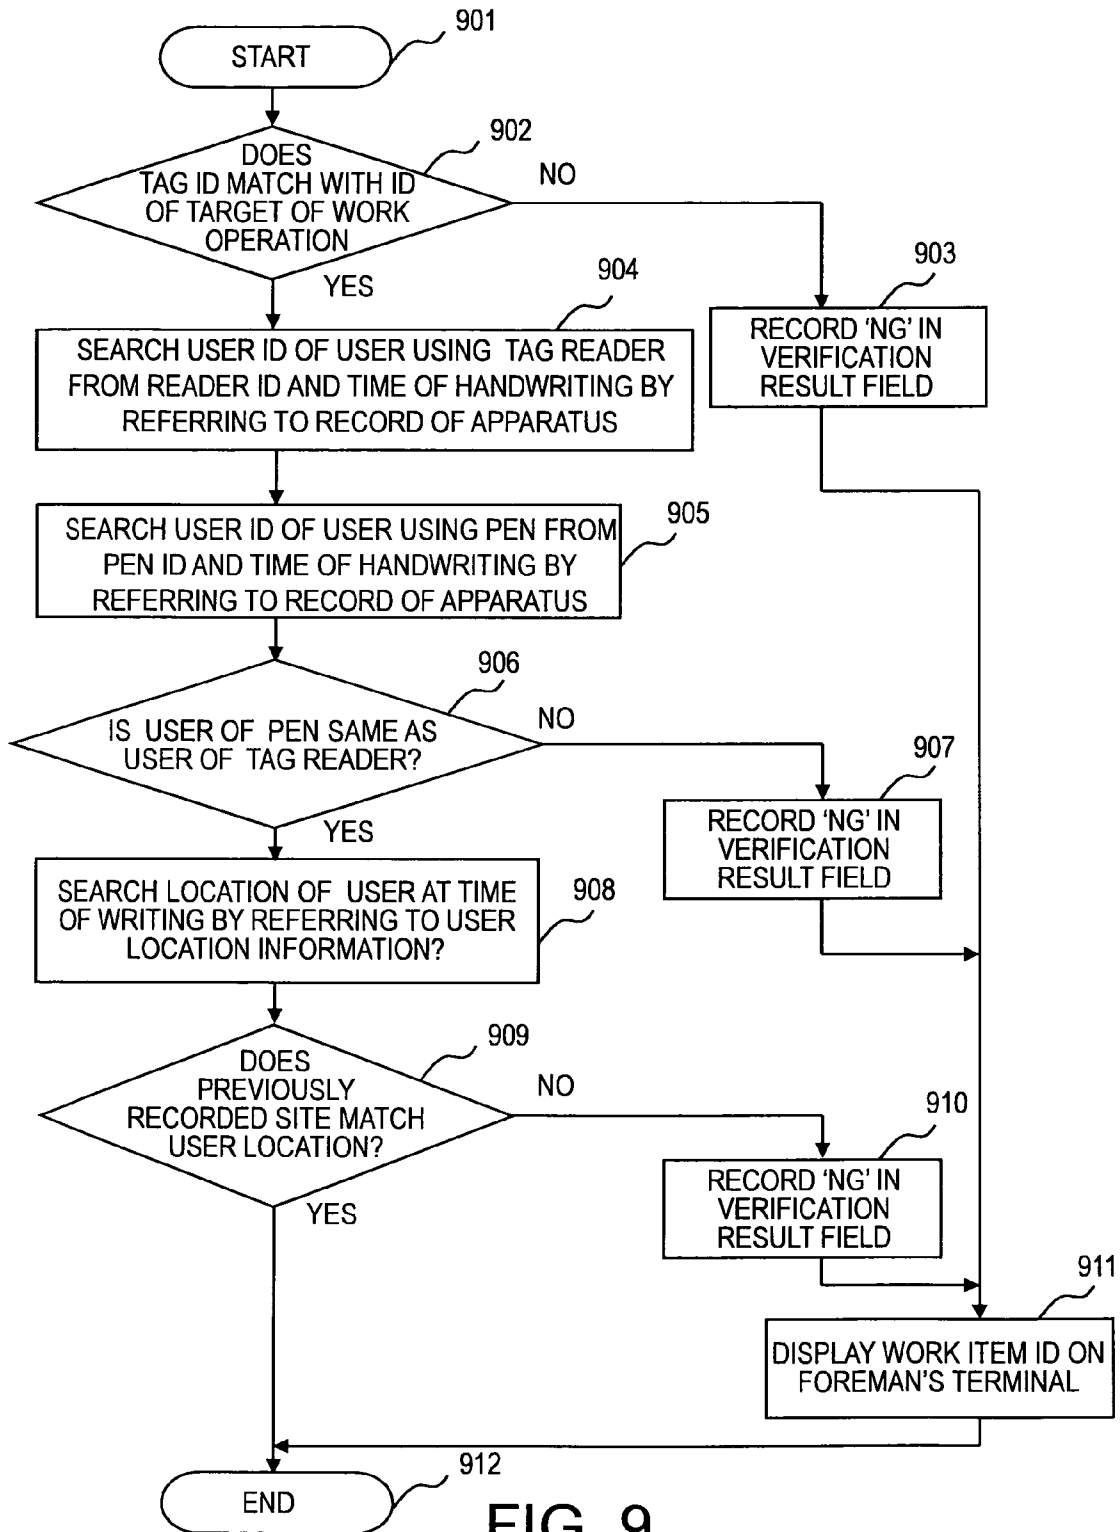 901
START
902
DOES
TAG ID MATCH WITH ID
OF TARGET OF WORK
OPERATION
NO
YES
903
RECORD ‘NG’ IN
VERIFICATION
RESULT FIELD
904
SEARCH USER ID OF USER USING TAG READER
FROM READER ID AND TIME OF HANDWRITING BY
REFERRING TO RECORD OF APPARATUS
905
SEARCH USER ID OF USER USING PEN FROM
PEN ID AND TIME OF HANDWRITING BY
REFERRING TO RECORD OF APPARATUS
906
IS USER OF PEN SAME AS
USER OF TAG READER?
NO
YES
907
RECORD ‘NG’ IN
VERIFICATION
RESULT FIELD
908
SEARCH LOCATION OF USER AT TIME
OF WRITING BY REFERRING TO USER
LOCATION INFORMATION?
909
DOES
PREVIOUSLY
RECORDED SITE MATCH
USER LOCATION?
NO
YES
910
RECORD ‘NG’ IN
VERIFICATION
RESULT FIELD
911
DISPLAY WORK ITEM ID ON
FOREMAN’S TERMINAL
912
END
FIG. 9